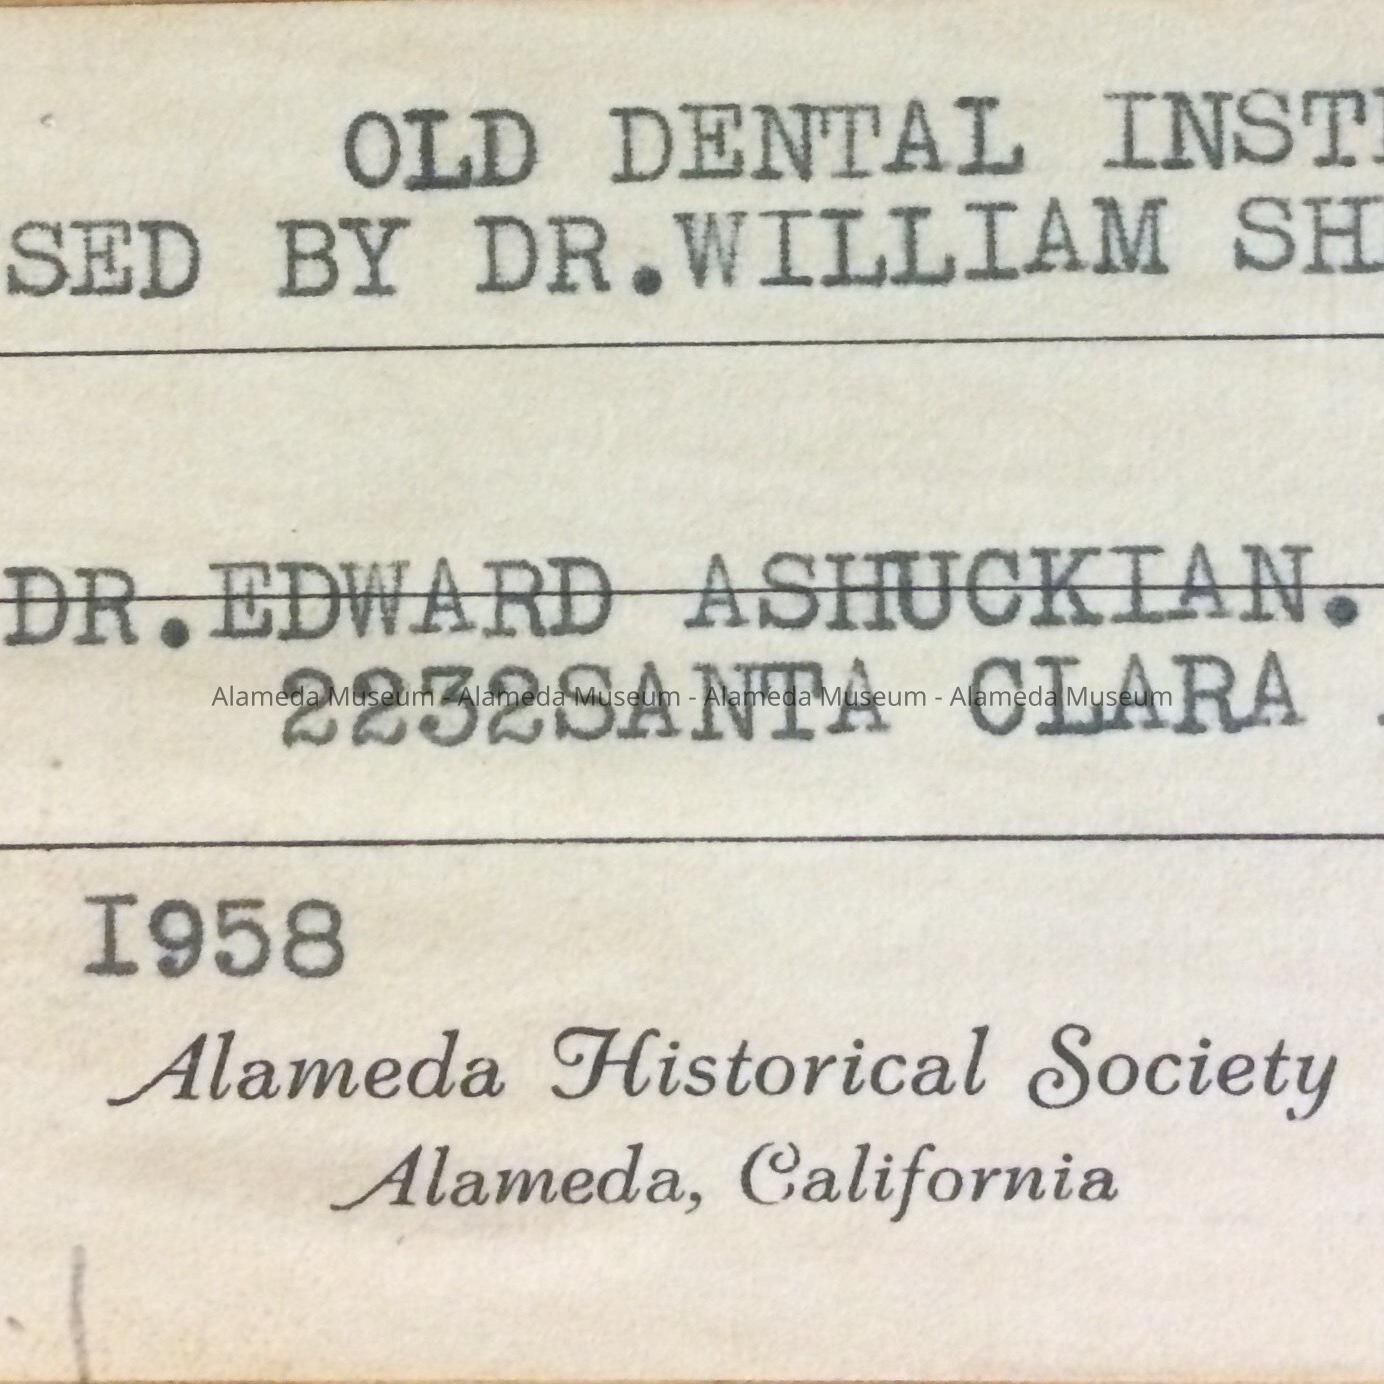 OLD DENTAL INST
SED BY DR.WILLIAM SH
DR.EDWARD ASHUCKIAN.
2232SANTA CLARA
Alameda Museum - Alameda Museum - Alameda Museum - Alameda Museum
I958
Alameda Historical Society
Alameda, California